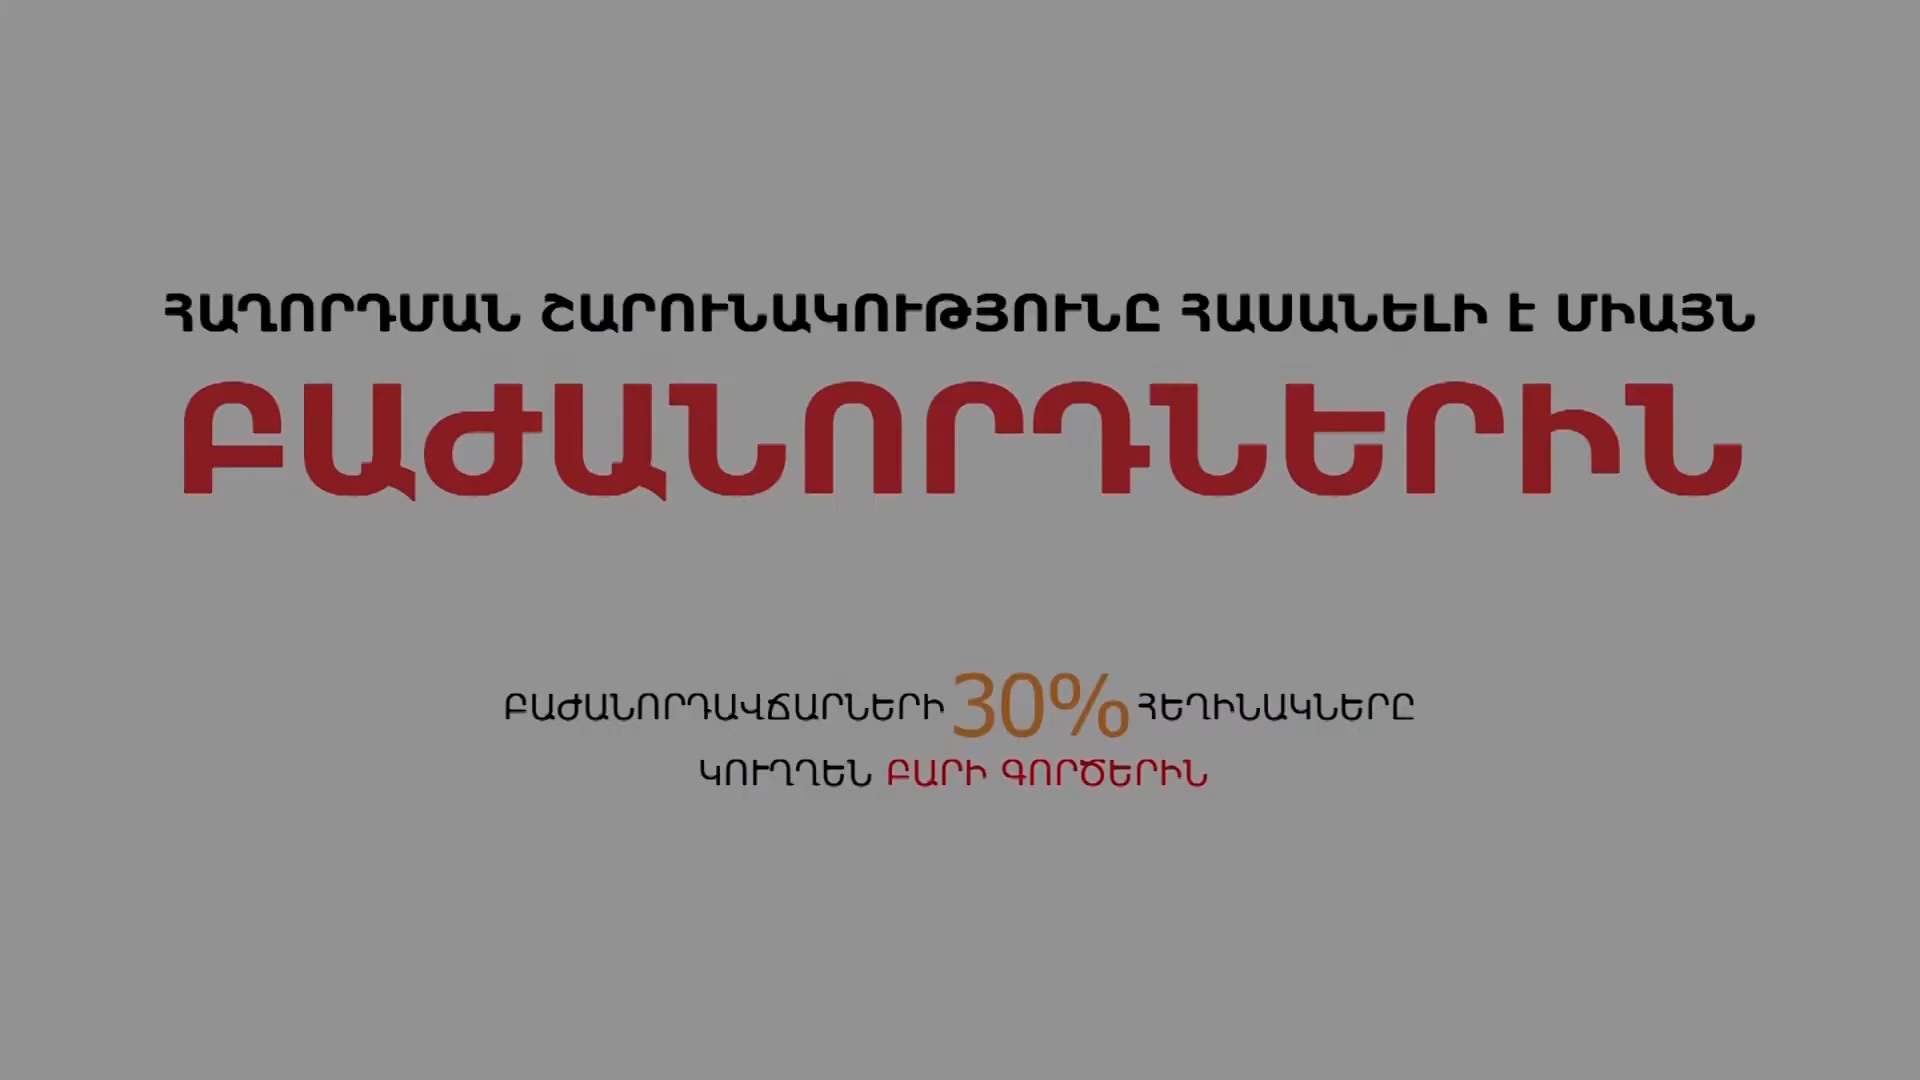 ՀԱՂՈՐԴՄԱՆ ՇԱՐՈՒՆԱԿՈՒԹՅՈՒՆԸ ՀԱՍԱՆԵԼԻ Է ՄԻԱՅՆ
ԲԱԺԱՆՈՐԴՆԵՐԻՆ
ԲԱԺԱՆՈՐԴԱՎՃԱՐՆԵՐԻ 30% ՀԵՂԻՆԱԿՆԵՐԸ
ԿՈՒՂՂԵՆ ԲԱՐԻ ԳՈՐԾԵՐԻՆ